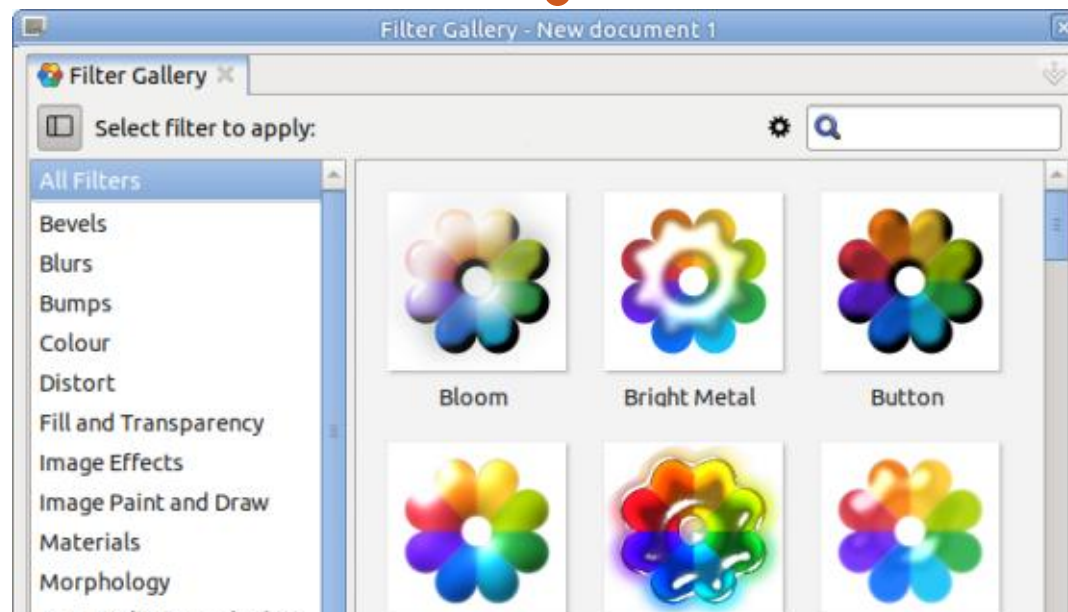 Filter Gallery - New document 1
Filter Gallery
Select filter to apply:
All Filters
Bevels
Blurs
Bumps
Colour
Distort
Fill and Transparency
Image Effects
Image Paint and Draw
Materials
Morphology
Bloom
Bright Metal
Button